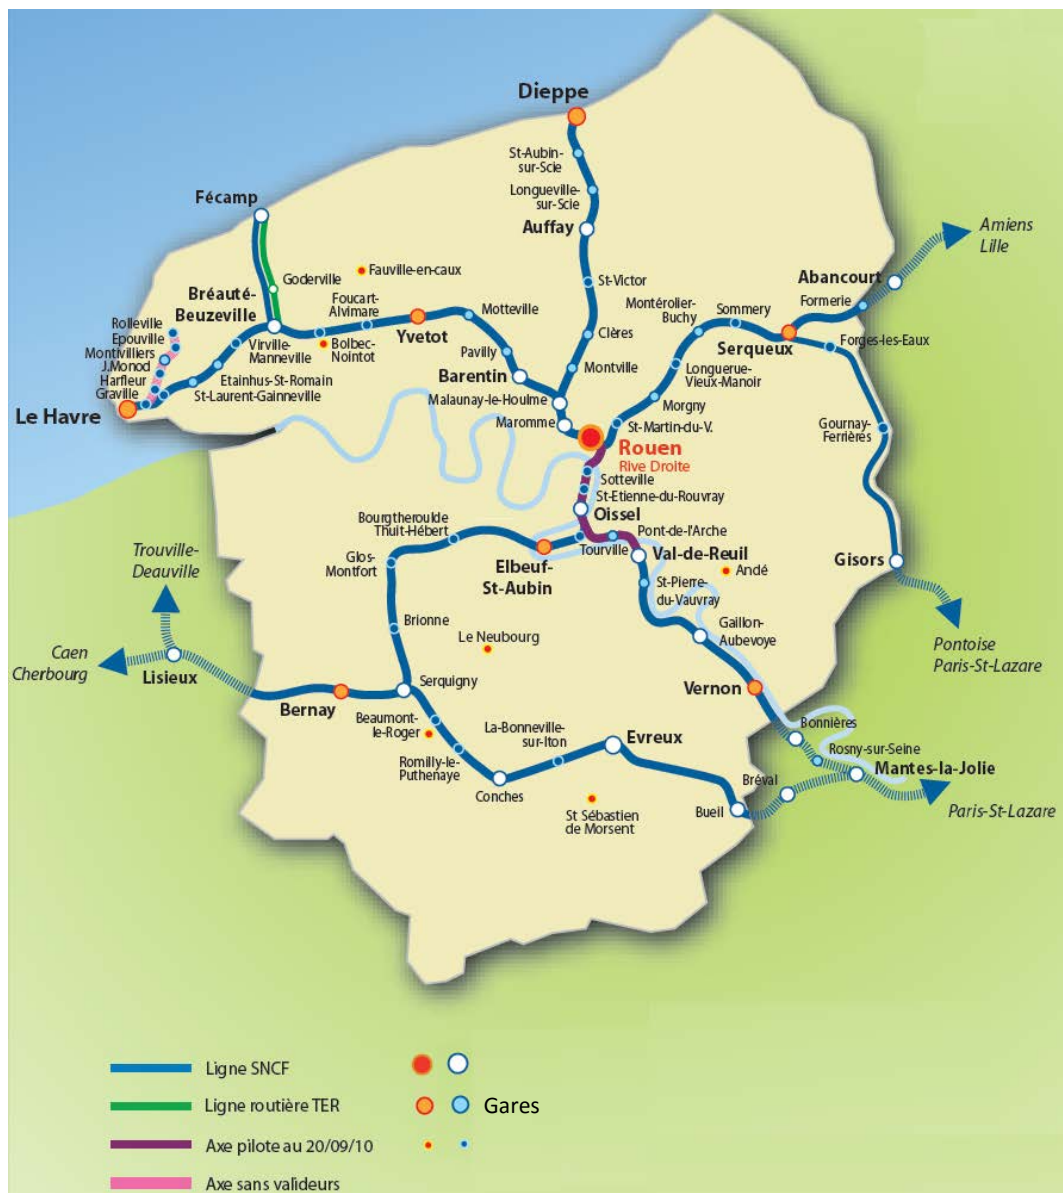 Dieppe
St-Aubin-
sur-Scie
Longueville-
sur-Scie
Fécamp
Auffay
Amiens
Lille
Fauville-en-caux
Abancourt
Goderville
St-Victor
Bréauté-
Beuzeville
Foucart-
Alvimare
Motteville
Montérolier-
Buchy
Sommery
Formerie
Rolleville
Epouville
Montivilliers
J.Monod
Harfleur
Graville
Virville-
Manneville
Bolbec-
Nointot
Yvetot
Clères
Serqueux
Forges-les-Eaux
Pavilly
Montville
Longuerue-
Vieux-Manoir
Etainhus-St-Romain
St-Laurent-Gainneville
Barentin
Malaunay-le-Houlme
Morgny
Le Havre
Maromme
St-Martin-du-V.
Gournay-
Ferrières
Rouen
Rive Droite
Sotteville
St-Etienne-du-Rouvray
Oissel
Bourgtheroulde
Thuit-Hébert
Pont-de-l'Arche
Tourville
Trouville-
Deauville
Glos-
Montfort
Elbeuf-
St-Aubin
Val-de-Reuil
Andé
Gisors
St-Pierre-
du-Vauvray
Brionne
Le Neubourg
Gaillon-
Aubevoye
Caen
Cherbourg
Lisieux
Pontoise
Paris-St-Lazare
Serquigny
Vernon
Bernay
Beaumont-
le-Roger
La-Bonneville-
sur-Iton
Evreux
Bonnières
Romilly-le-
Puthenaye
Rosny-sur-Seine
Mantes-la-Jolie
Conches
Bréval
St Sébastien
de Morsent
Bueil
Paris-St-Lazare
Ligne SNCF
Ligne routière TER
Gares
Axe pilote au 20/09/10
Axe sans valideurs